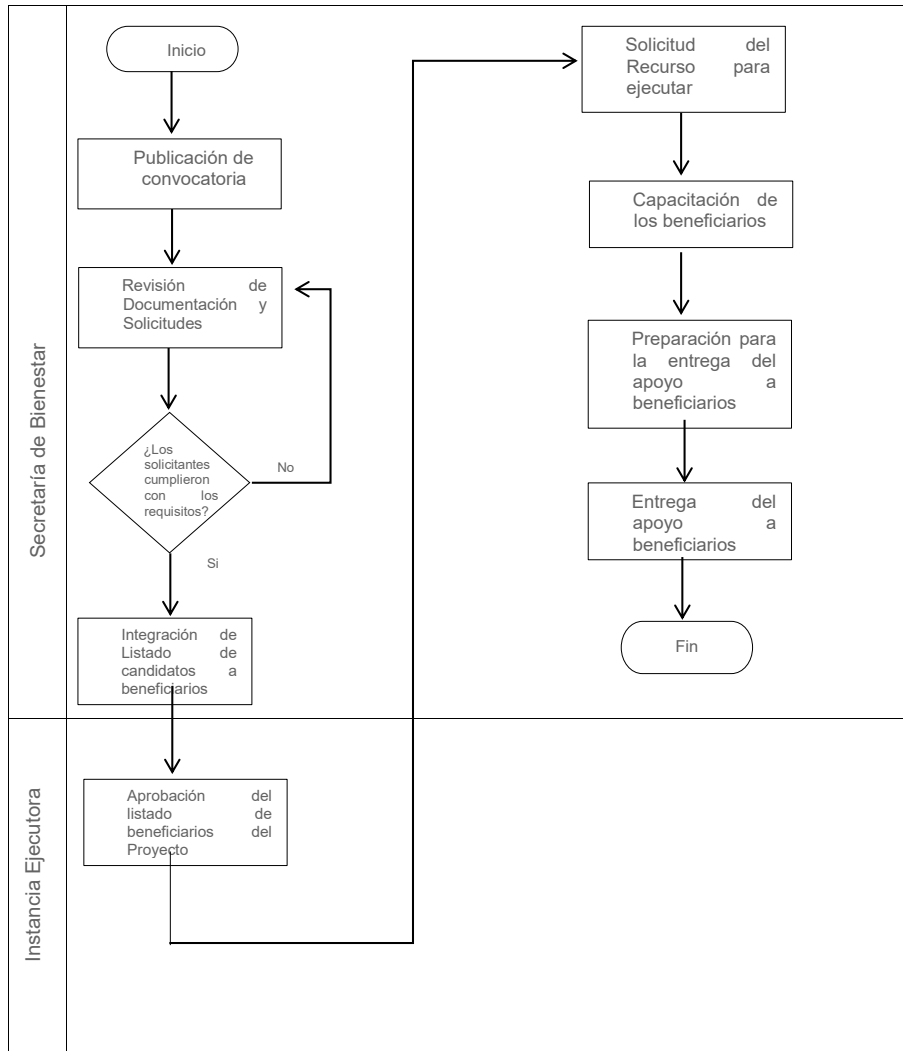 Secretaría de Bienestar
Inicio
Publicación de
convocatoria
Revisión de
Documentación y
Solicitudes
¿Los
solicitantes
cumplieron
con los
requisitos?
No
Si
Integración de
Listado de
candidatos a
beneficiarios
Instancia Ejecutora
Aprobación del
listado de
beneficiarios del
Proyecto
Solicitud del
Recurso para
ejecutar
Capacitación de
los beneficiarios
Preparación para
la entrega del
apoyo a
beneficiarios
Entrega del
apoyo a
beneficiarios
Fin